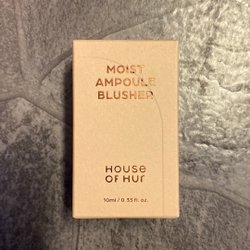 MOIST
AMPOULE
BLUSHER
House
of Hur
10ml / 0.33 fl. oz.